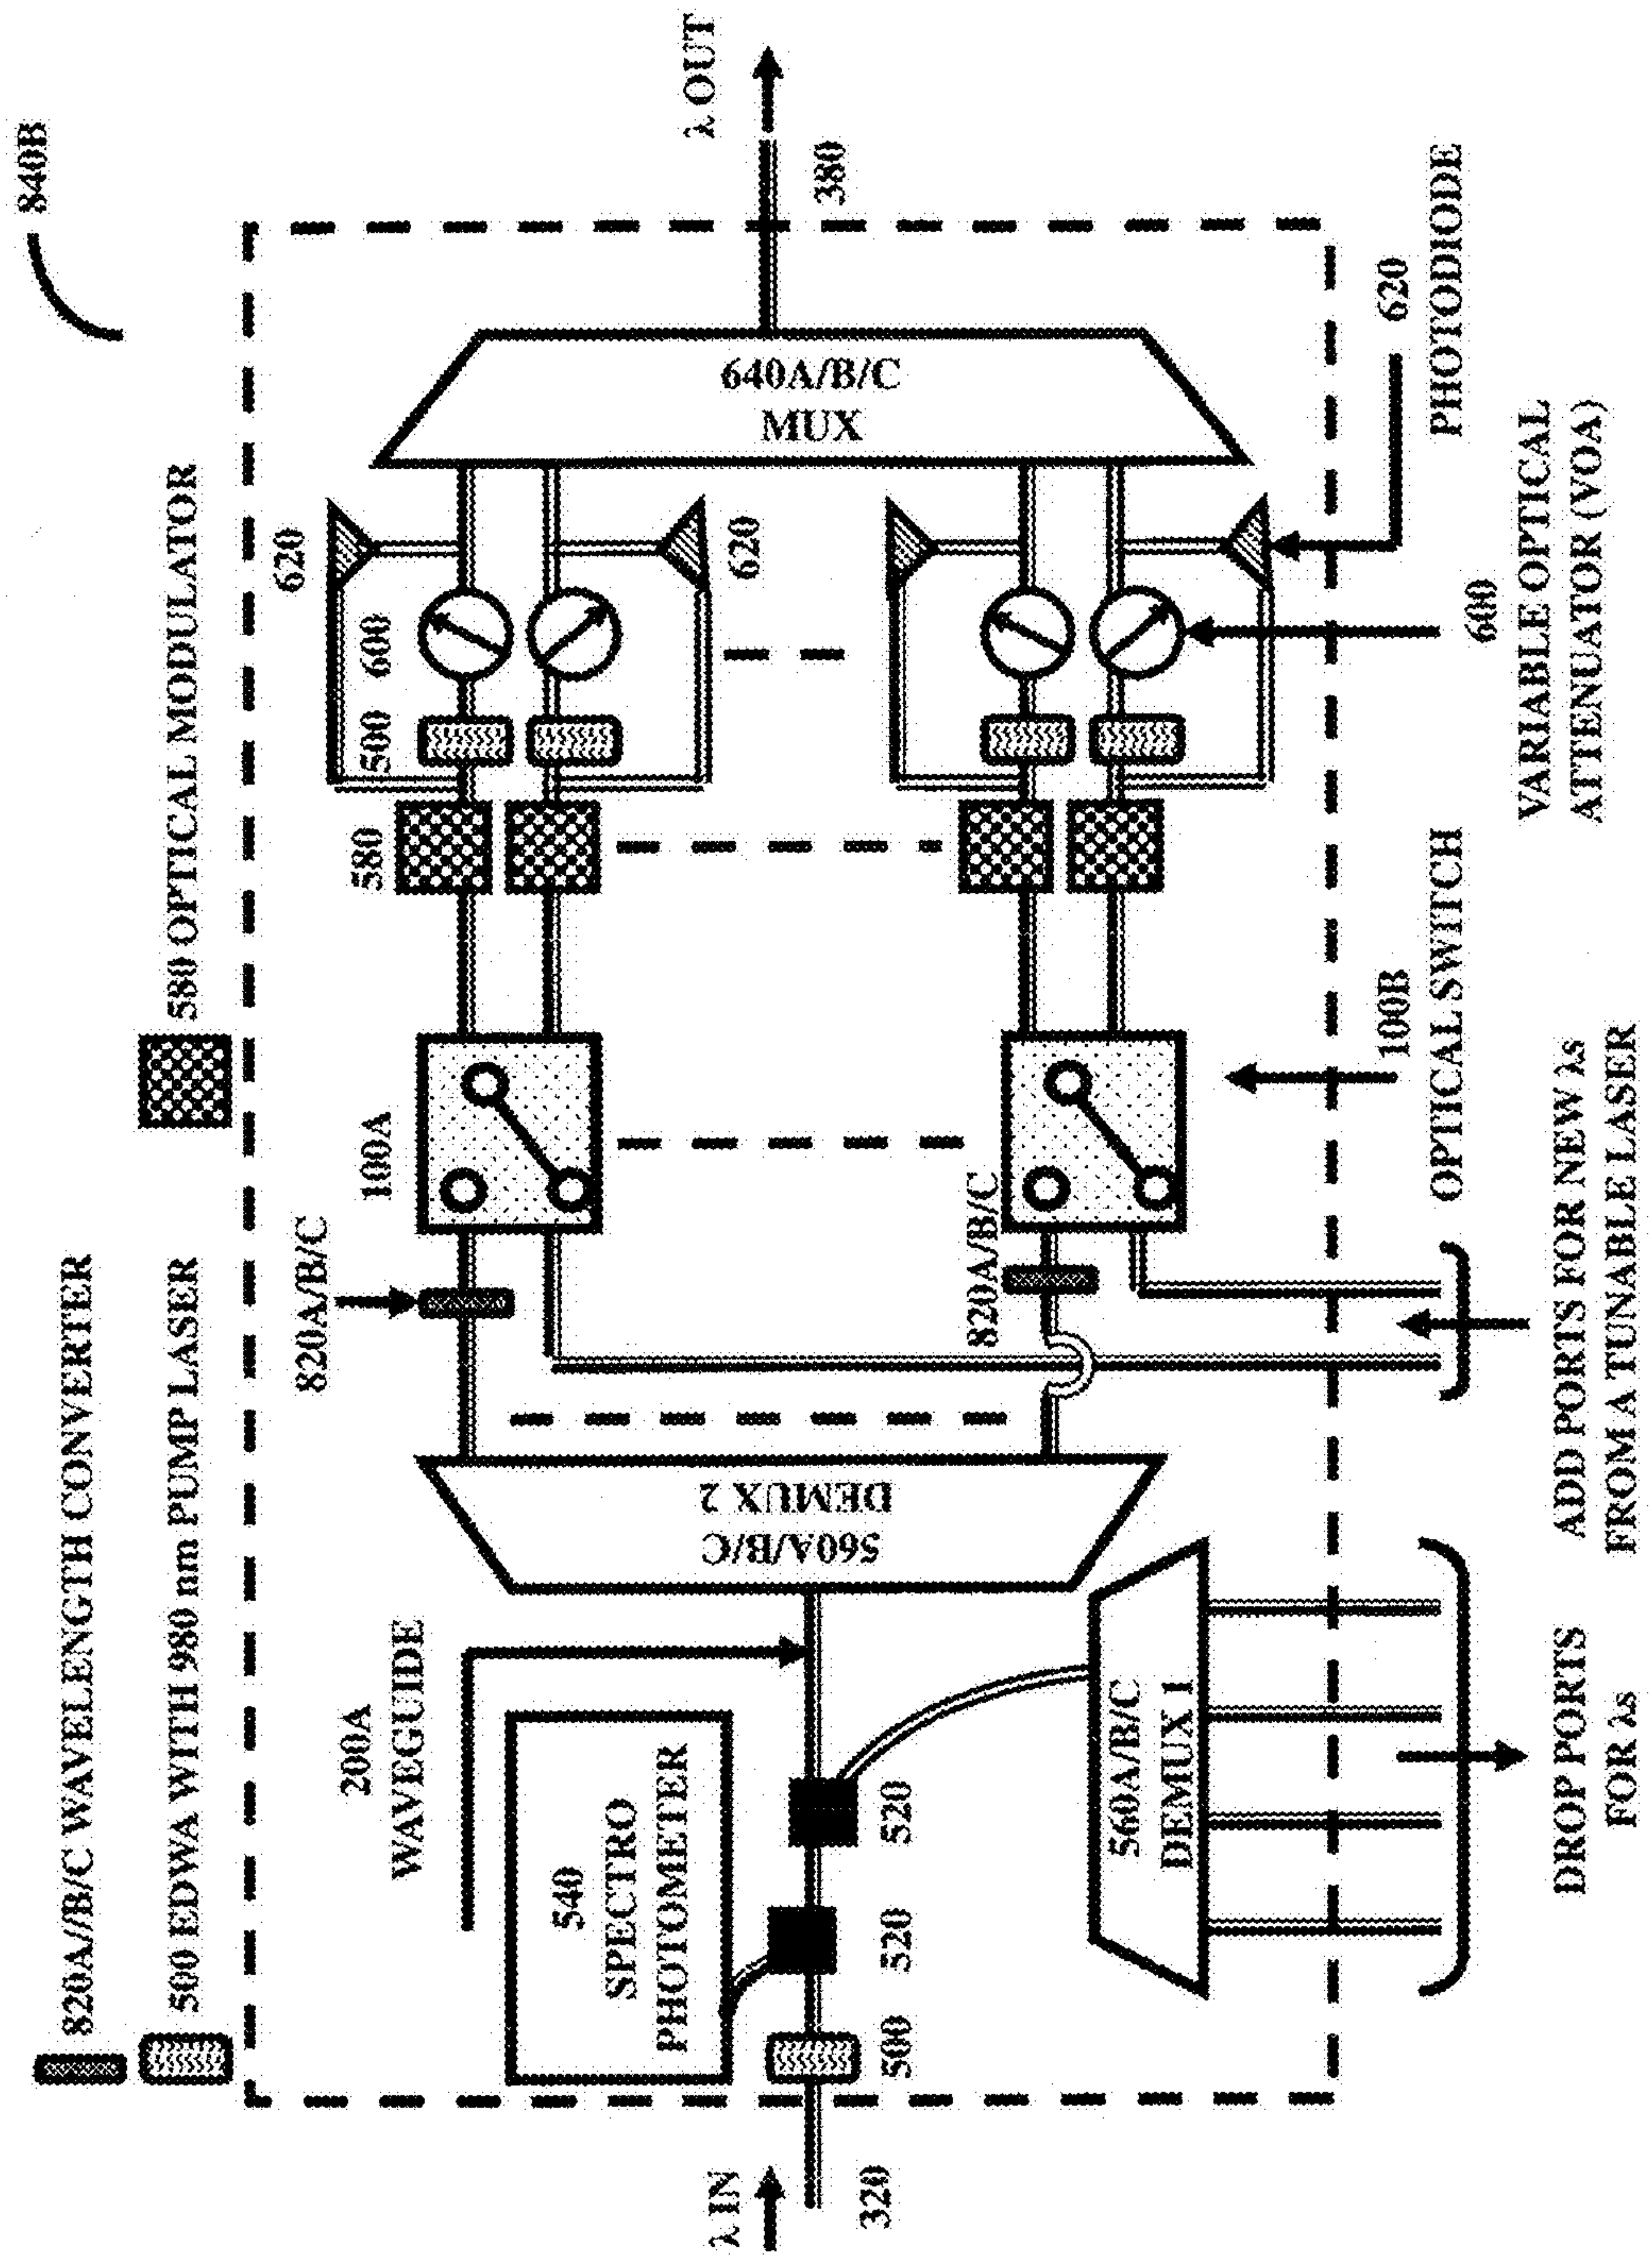 840B
820A//B/C WAVELENGTH CONVERTER
500 EDWA WITH 980 nm PUMP LASER
580 OPTICAL MODULATOR
820A/B/C
100A
580
500
600
620
200A
WAVEGUIDE
540
SPECTRO
PHOTOMETER
560A/B/C
DEMUX 2
640A/B/C
MUX
620
λ IN
320
500
520
520
λ OUT
380
820A/B/C
560A/B/C
DEMUX 1
100B
OPTICAL SWITCH
600
VARIABLE OPTICAL
ATTENUATOR (VOA)
620
PHOTODIODE
DROP PORTS
FOR λs
ADD PORTS FOR NEW λs
FROM A TUNABLE LASER